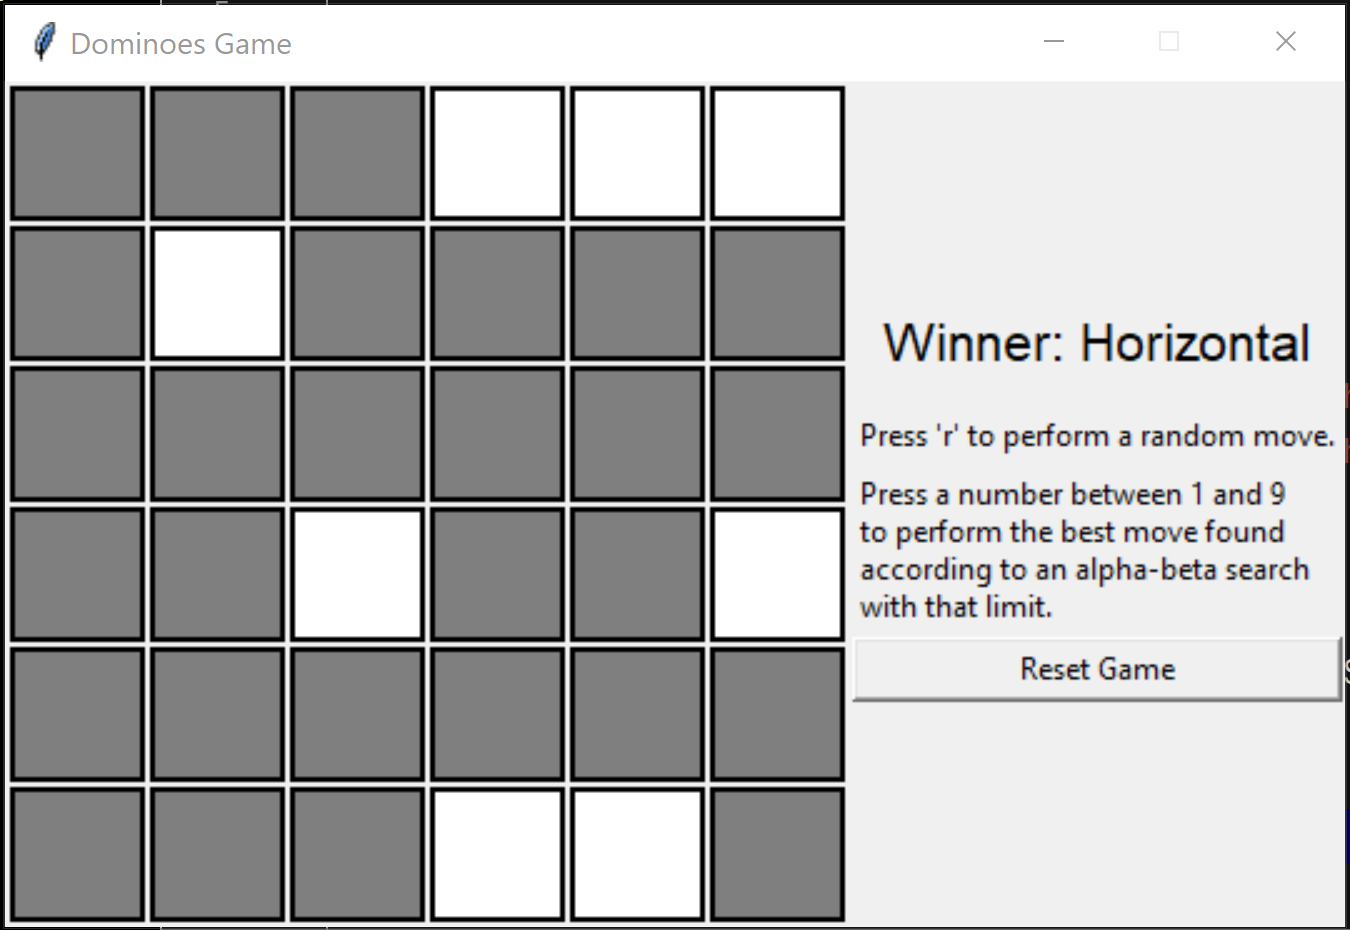 Dominoes Game
Winner: Horizontal
Press 'r' to perform a random move.
Press a number between 1 and 9
to perform the best move found
according to an alpha-beta search
with that limit.
Reset Game